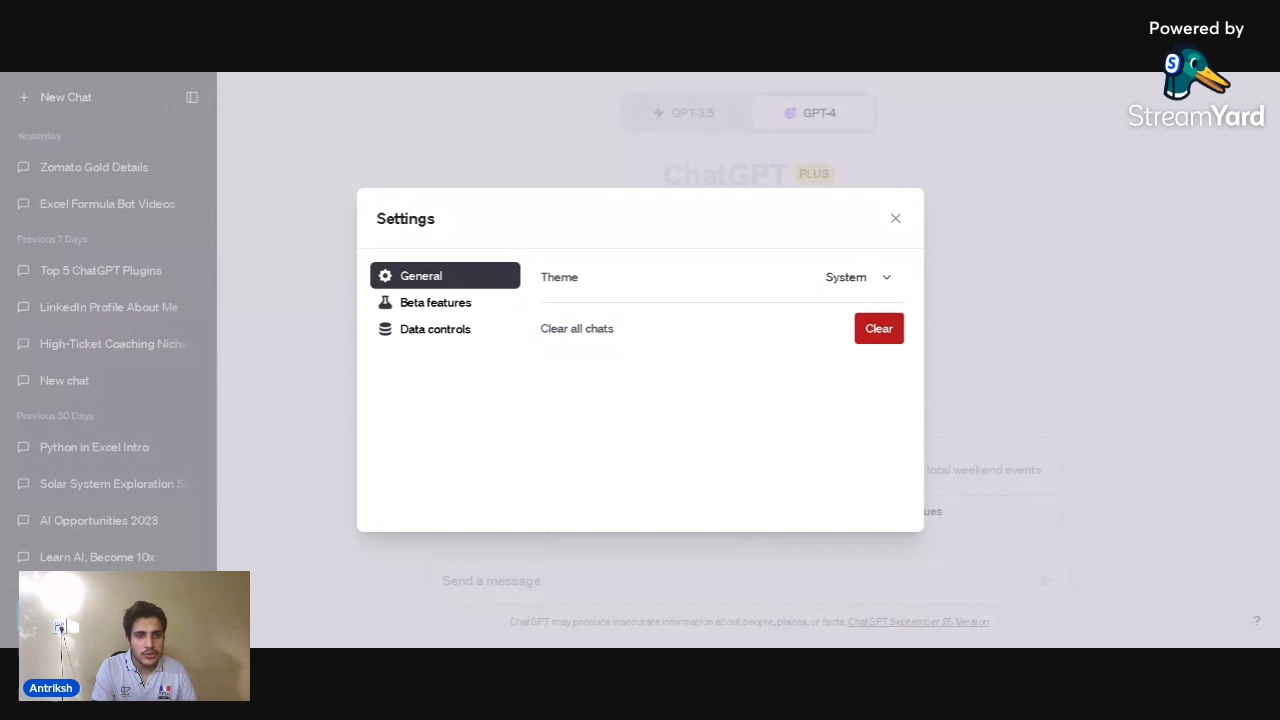 Powered by
StreamYard
New Chat
Yesterday
Zomato Gold Details
Excel Formula Bot Videos
Previous 7 Days
Top 5 ChatGPT Plugins
LinkedIn Profile About Me
High-Ticket Coaching Niche
New chat
Previous 30 Days
Python in Excel Intro
Solar System Exploration
AI Opportunities 2023
Learn AI, Become 10x
GPT-3.5
GPT-4
ChatGPT PLUS
Settings
General
Beta features
Data controls
Theme
System
Clear all chats
Clear
local weekend events
ues
Send a message
ChatGPT may produce inaccurate information about people, places, or facts. ChatGPT September 25 Version
?
Antriksh